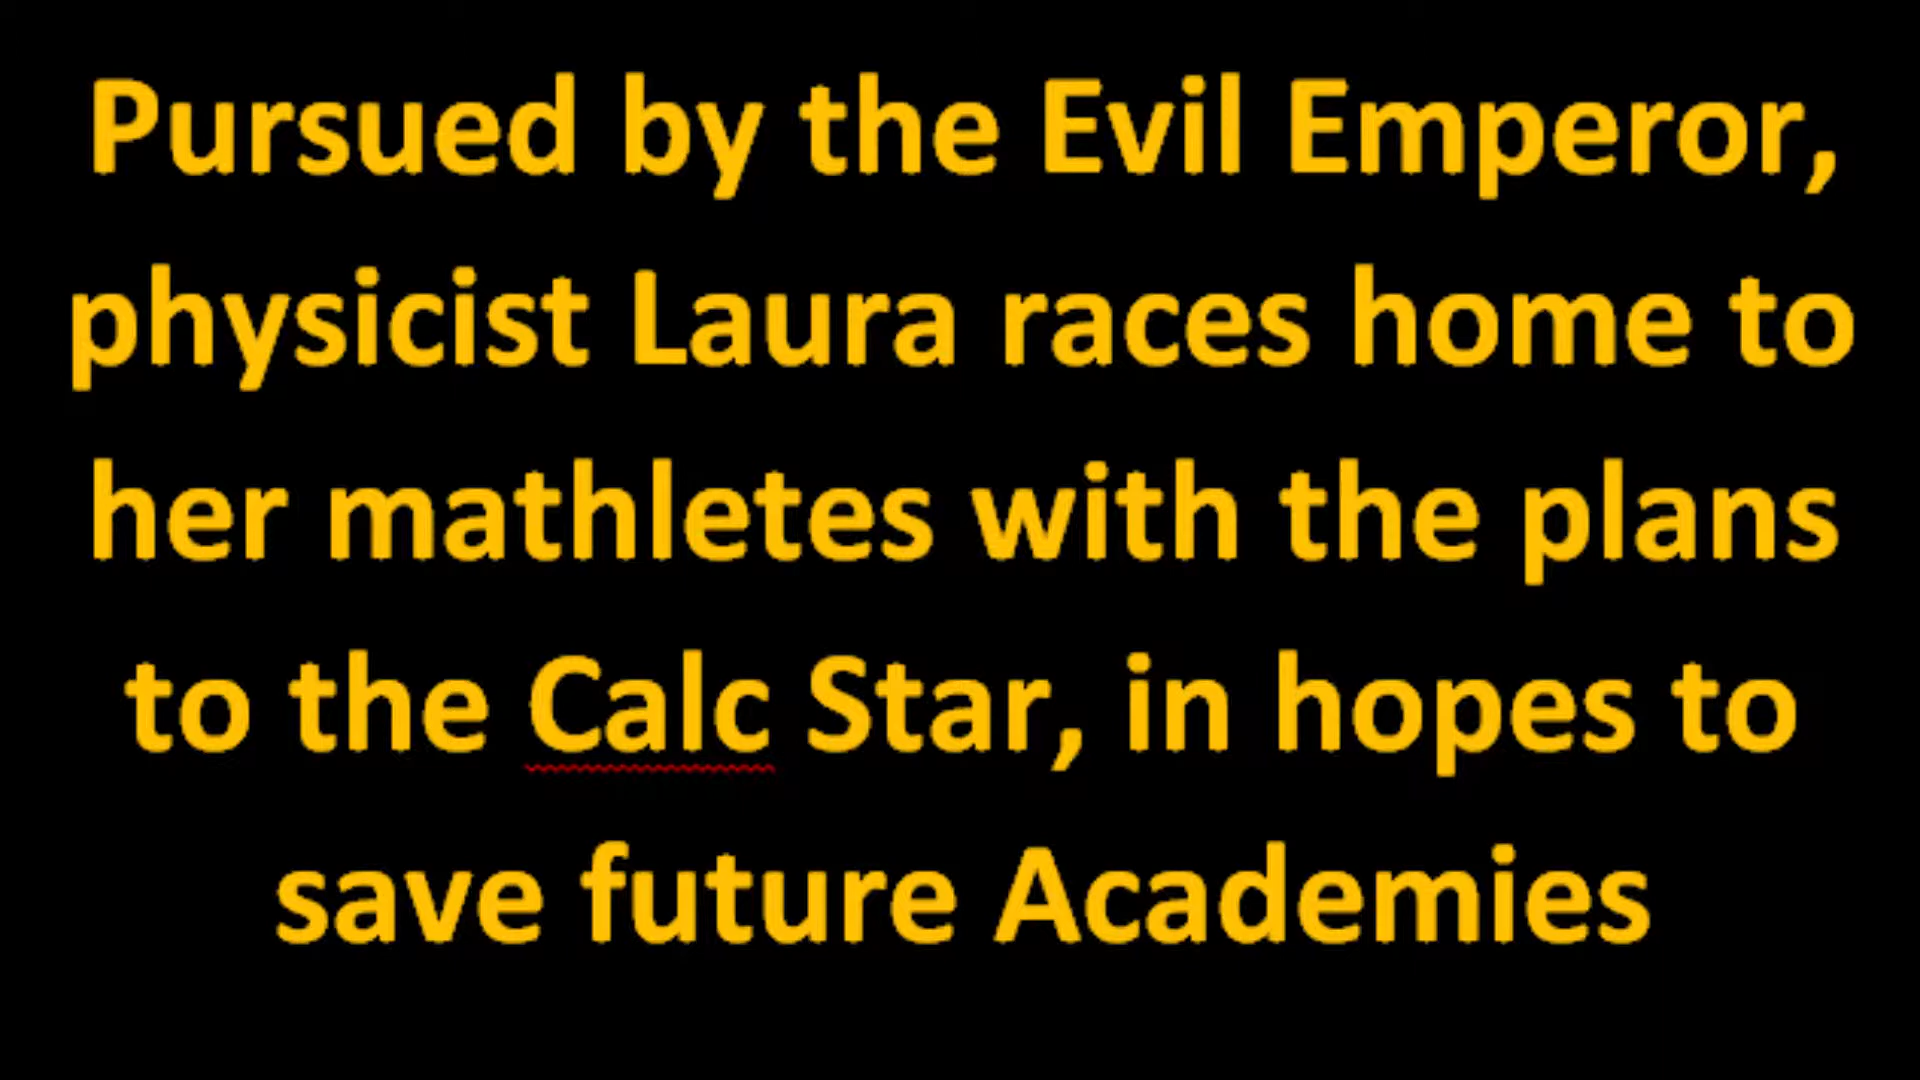 Pursued by the Evil Emperor,
physicist Laura races home to
her mathletes with the plans
to the Calc Star, in hopes to
save future Academies